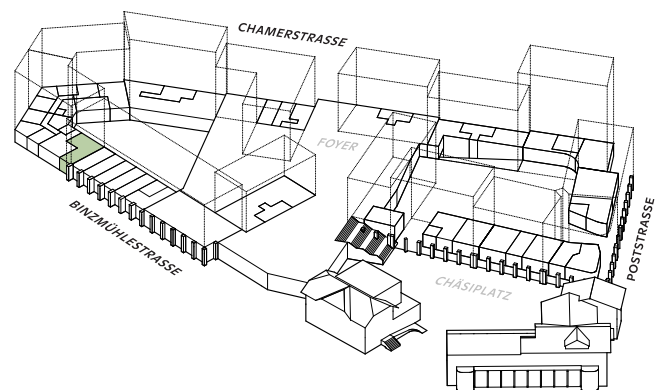 CHAMERSTRASSE
FOYER
BINZMÜHLESTRASSE
POSTSTRASSE
CHÄSIPLATZ